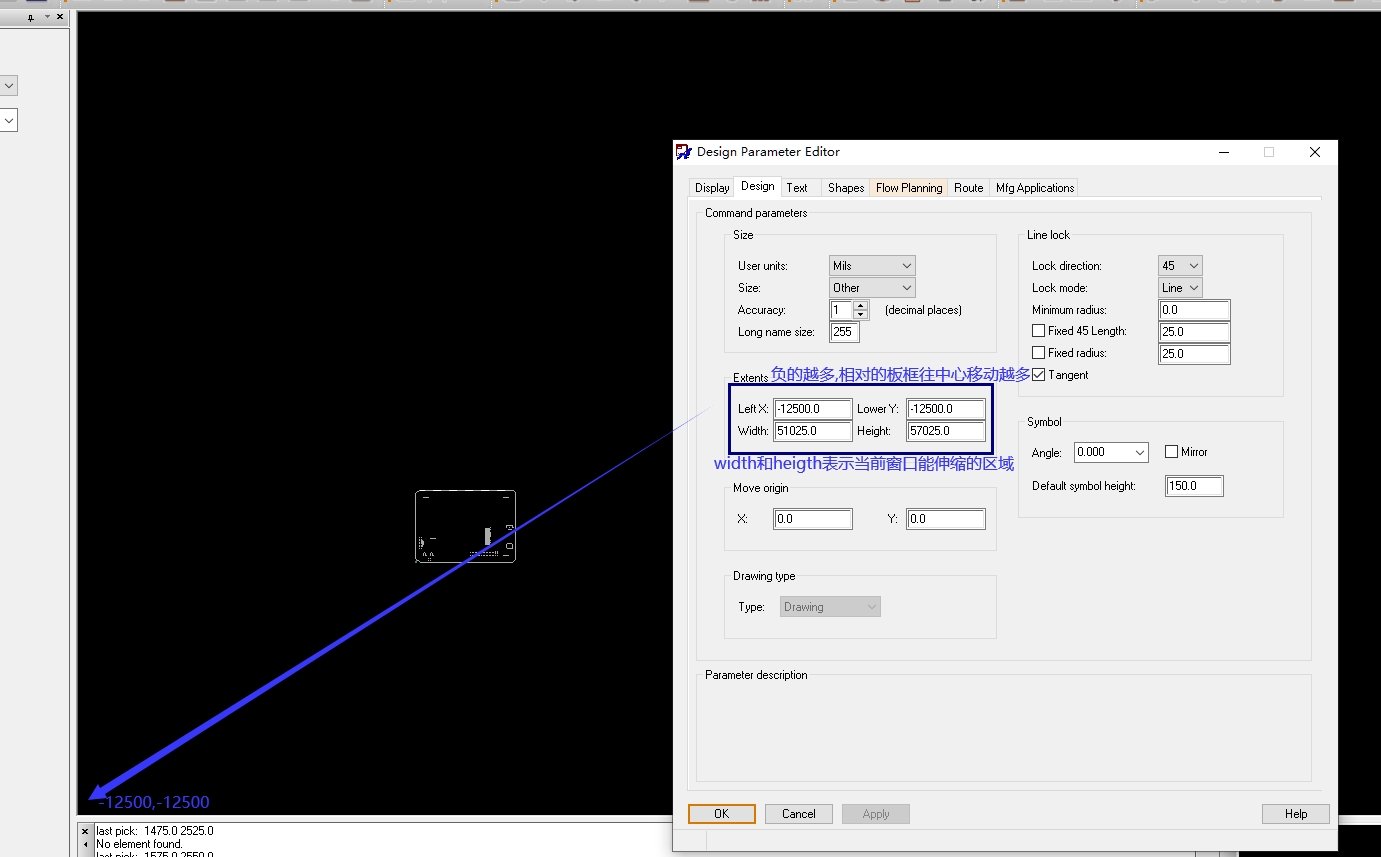 Design Parameter Editor
Display Design Text Shapes Flow Planning Route Mfg Applications
Command parameters
Size
User units: Mils
Size: Other
Accuracy: 1 (decimal places)
Long name size: 255
Line lock
Lock direction: 45
Lock mode: Line
Minimum radius: 0.0
Fixed 45 Length: 25.0
Fixed radius: 25.0
Tangent
Extents
负的越多,相对的板框往中心移动越多
Left X: -12500.0 Lower Y: -12500.0
Width: 51025.0 Height: 57025.0
width和heigth表示当前窗口能伸缩的区域
Symbol
Angle: 0.000 Mirror
Default symbol height: 150.0
Move origin
X: 0.0 Y: 0.0
Drawing type
Type: Drawing
Parameter description
OK Cancel Apply Help
-12500,-12500
last pick: 1475.0 2525.0
No element found.
last pick: 1575.0 2550.0